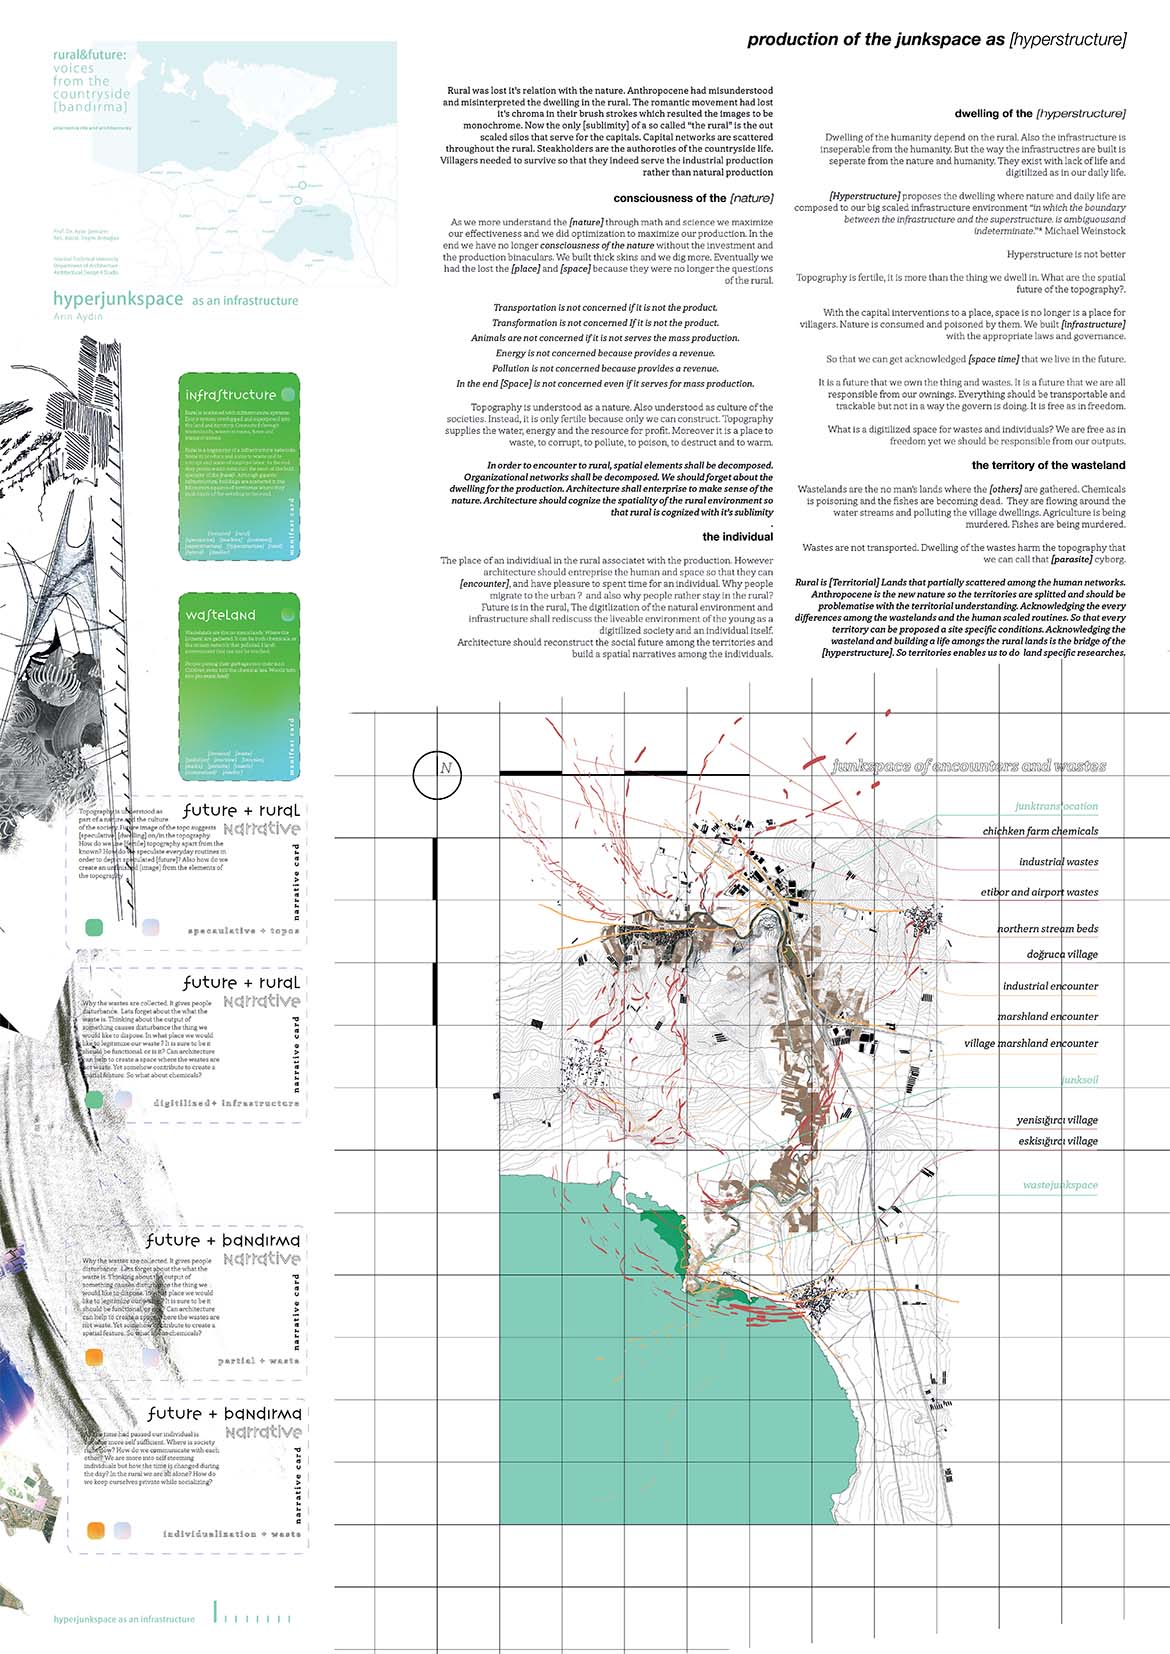 rural&future:
voices
from the
countryside
[bandırma]
hyperjunkspace as an infrastructure
Arın Aydın
infrastructure
manifest card
wasteland
manifest card
future + rural
Narrative
Topography is understood as
part of a nature and the culture
of the society. Future image of the topo suggests
[speculative] [dwelling] on/in the topography.
How do we use [fertile] topography apart from the
known? How do we speculate everyday routines in
order to depict speculated [future]? Also how do we
create an [image] from the elements of
the topography
narrative card
speculative + topos
future + rural
Narrative
Why the wastes are collected. It gives people
disturbance. Lets forget about the what the
waste is. Thinking about the output of
something causes disturbance the thing we
would like to dispose. In what place we would
like to legitimize our waste ? It is sure to be it
should be functional or is it? Can architecture
can help to create a space where the wastes are
not waste. Yet somehow contribute to create a
spatial feature. So what about chemicals?
narrative card
digitilized+ infrastructure
future + bandırma
Narrative
Why the wastes are collected. It gives people
disturbance. Lets forget about the what the
waste is. Thinking about the output of
something causes disturbance the thing we
would like to dispose. In what place we would
like to legitimize our waste ? It is sure to be it
should be functional or is it? Can architecture
can help to create a space where the wastes are
not waste. Yet somehow contribute to create a
spatial feature. So what about chemicals?
narrative card
partial + waste
future + bandırma
Narrative
time had passed our individual is
more self sufficient. Where is society
right now? How do we communicate with each
other? We are more into self steeming
individuals but how the time is changed during
the day? In the rural we are all alone? How do
we keep ourselves private while socializing?
narrative card
individualization + waste
hyperjunkspace as an infrastructure
production of the junkspace as [hyperstructure]
Rural was lost it's relation with the nature. Anthropocene had misunderstood
and misinterpreted the dwelling in the rural. The romantic movement had lost
it's chroma in their brush strokes which resulted the images to be
monochrome. Now the only [sublimity] of a so called "the rural" is the out
scaled silos that serve for the capitals. Capital networks are scattered
throughout the rural. Steakholders are the authoroties of the countryside life.
Villagers needed to survive so that they indeed serve the industrial production
rather than natural production
consciousness of the [nature]
As we more understand the [nature] through math and science we maximize
our effectiveness and we did optimization to maximize our production. In the
end we have no longer consciousness of the nature without the investment and
the production binaculars. We built thick skins and we dig more. Eventually we
had the lost the [place] and [space] because they were no longer the questions
of the rural.
Transportation is not concerned if it is not the product.
Transformation is not concerned If it is not the product.
Animals are not concerned if it is not serves the mass production.
Energy is not concerned because provides a revenue.
Pollution is not concerned because provides a revenue.
In the end [Space] is not concerned even if it serves for mass production.
Topography is understood as a nature. Also understood as culture of the
societies. Instead, it is only fertile because only we can construct. Topography
supplies the water, energy and the resource for profit. Moreover it is a place to
waste, to corrupt, to pollute, to poison, to destruct and to warm.
In order to encounter to rural, spatial elements shall be decomposed.
Organizational networks shall be decomposed. We should forget about the
dwelling for the production. Architecture shall enterprise to make sense of the
nature. Architecture should cognize the spatiality of the rural environment so
that rural is cognized with it's sublimity
.
the individual
The place of an individiual in the rural associatet with the production. However
architecture should entreprise the human and space so that they can
[encounter], and have pleasure to spent time for an individual. Why people
migrate to the urban ? and also why people rather stay in the rural?
Future is in the rural, The digitilization of the natural environment and
infrastructure shall rediscuss the liveable environment of the young as a
digitilized society and an individual itself.
Architecture should reconstruct the social future among the territories and
build a spatial narratives among the individuals.
dwelling of the [hyperstructure]
Dwelling of the humanity depend on the rural. Also the infrastructure is
inseperable from the humanity. But the way the infrastructres are built is
seperate from the nature and humanity. They exist with lack of life and
digitilized as in our daily life.
[Hyperstructure] proposes the dwelling where nature and daily life are
composed to our big scaled infrastructure environment "in which the boundary
between the infrastructure and the superstructure. is ambiguousand
indeterminate."* Michael Weinstock
Hyperstructure is not better
Topography is fertile, it is more than the thing we dwell in. What are the spatial
future of the topography?.
With the capital interventions to a place, space is no longer is a place for
villagers. Nature is consumed and poisoned by them. We built [infrastructure]
with the appropriate laws and governance.
So that we can get acknowledged [space time] that we live in the future.
It is a future that we own the thing and wastes. It is a future that we are all
responsible from our ownings. Everything should be transportable and
trackable but not in a way the govern is doing. It is free as in freedom.
What is a digitilized space for wastes and individuals? We are free as in
freedom yet we should be responsible from our outputs.
the territory of the wasteland
Wastelands are the no man's lands where the [others] are gathered. Chemicals
is poisoning and the fishes are becoming dead. They are flowing around the
water streams and polluting the village dwellings. Agriculture is being
murdered. Fishes are being murdered.
Wastes are not transported. Dwelling of the wastes harm the topography that
we can call that [parasite] cyborg.
Rural is [Territorial] Lands that partially scattered among the human networks.
Anthropocene is the new nature so the territories are splitted and should be
problematise with the territorial understanding. Acknowledging the every
differences among the wastelands and the human scaled routines. So that every
territory can be proposed a site specific conditions. Acknowledging the
wasteland and building a life amongs the rural lands is the bridge of the
[hyperstructure]. So territories enables us to do land specific researches.
N
junkspace of encounters and wastes
junktranslocation
chichken farm chemicals
industrial wastes
etibor and airport wastes
northern stream beds
doğruca village
industrial encounter
marshland encounter
village marshland encounter
junksoil
yenisığırcı village
eskisığırcı village
wastejunkspace